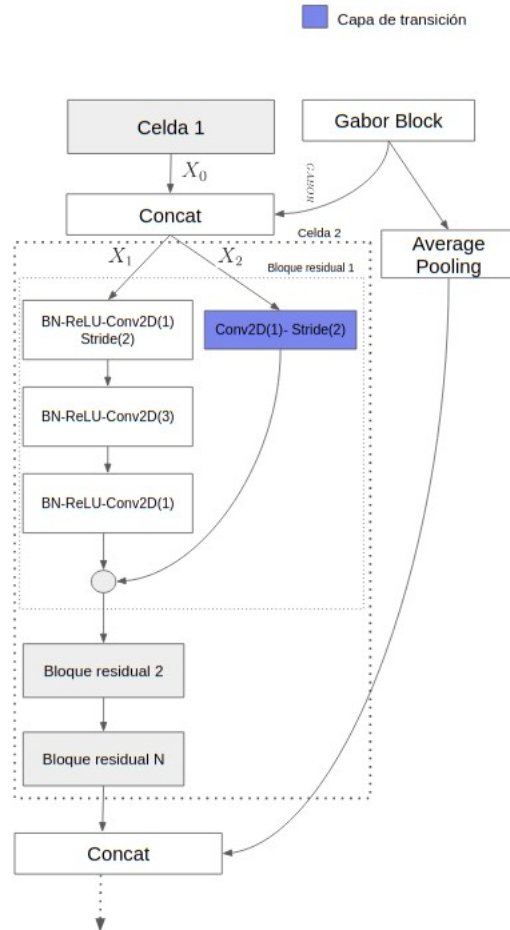 Capa de transición
Celda 1
Gabor Block
X₀
GABOR
Concat
Celda 2
X₁
X₂
Bloque residual 1
Average
Pooling
BN-ReLU-Conv2D(1)
Stride(2)
Conv2D(1)- Stride(2)
BN-ReLU-Conv2D(3)
BN-ReLU-Conv2D(1)
Bloque residual 2
Bloque residual N
Concat